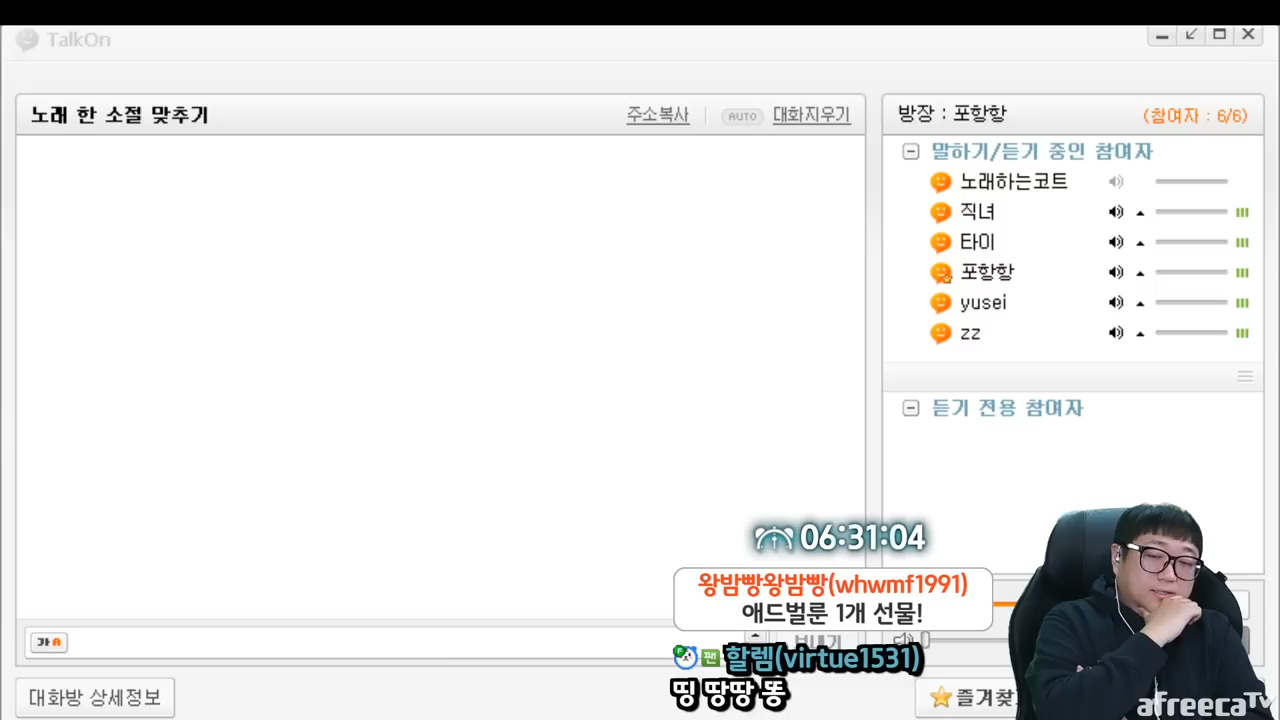 TalkOn
노래 한 소절 맞추기
주소복사
AUTO
대화지우기
방장 : 포항항
(참여자 : 6/6)
말하기/듣기 중인 참여자
노래하는코트
직녀
타이
포항항
yusei
zz
듣기 전용 참여자
06:31:04
왕밤빵왕밤빵(whwmf1991)
애드벌룬 1개 선물!
가
보내기
팬 할렘(virtue1531)
띵 땅땅 똥
대화방 상세정보
즐겨찾
afreecaTV